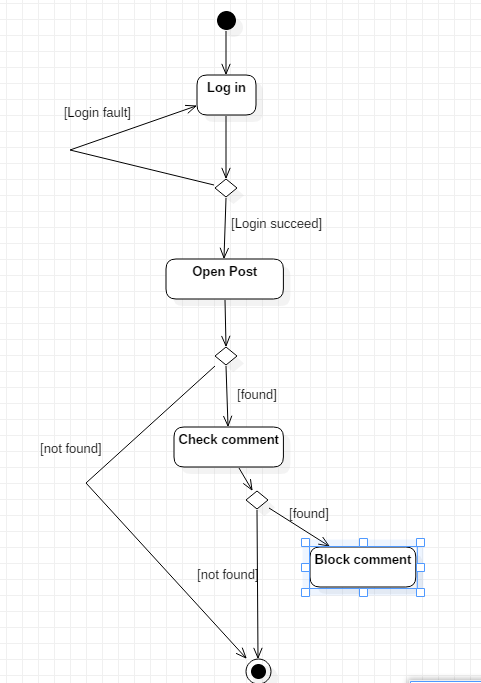 Log in
[Login fault]
[Login succeed]
Open Post
[found]
[not found]
Check comment
[found]
Block comment
[not found]